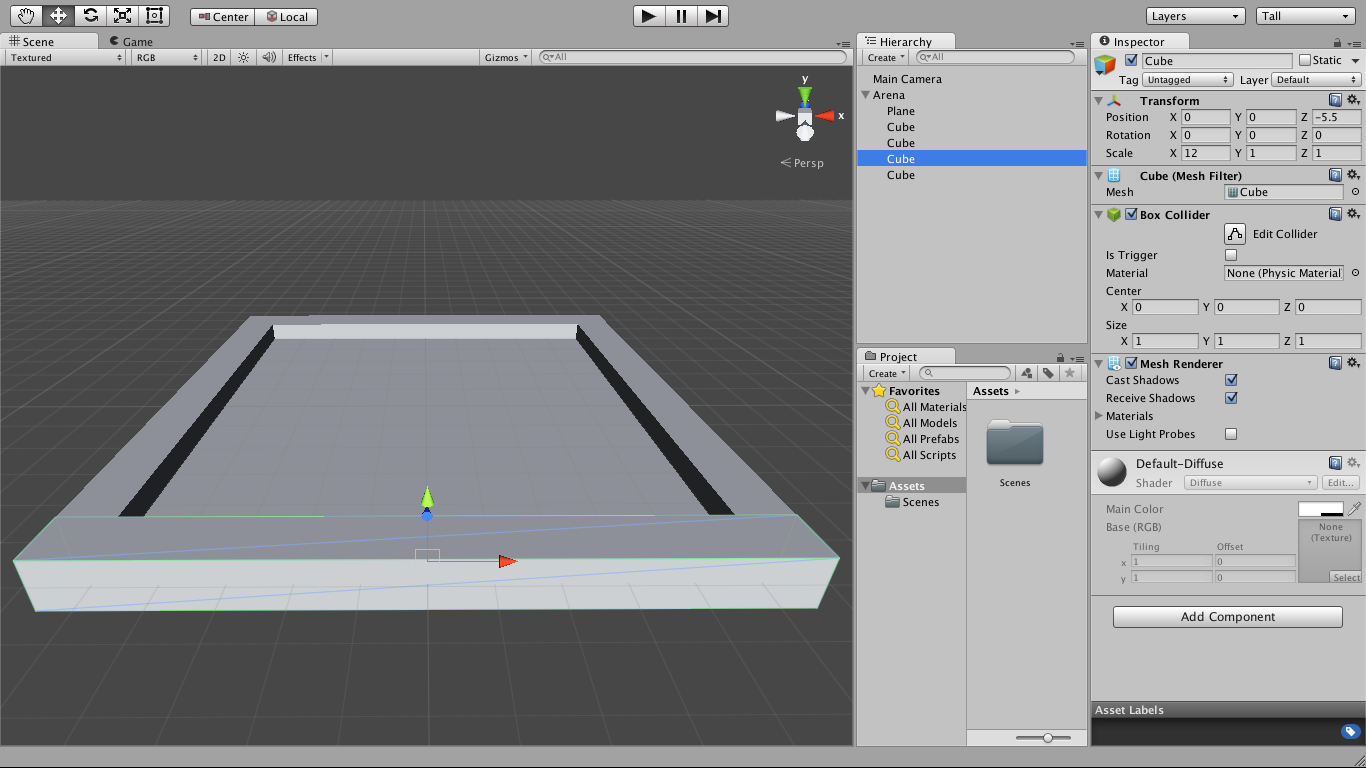 Center Local
Layers
Tall
Scene Game
Textured RGB 2D Effects Gizmos All
y
x
Persp
Hierarchy
Create All
Main Camera
Arena
Plane
Cube
Cube
Cube
Cube
Project
Create
Favorites
All Materials
All Models
All Prefabs
All Scripts
Assets
Scenes
Assets
Scenes
Inspector
Cube Static
Tag Untagged Layer Default
Transform
Position X 0 Y 0 Z -5.5
Rotation X 0 Y 0 Z 0
Scale X 12 Y 1 Z 1
Cube (Mesh Filter)
Mesh Cube
Box Collider
Edit Collider
Is Trigger
Material None (Physic Material)
Center
X 0 Y 0 Z 0
Size
X 1 Y 1 Z 1
Mesh Renderer
Cast Shadows
Receive Shadows
Materials
Use Light Probes
Default-Diffuse
Shader Diffuse Edit...
Main Color
Base (RGB) None
(Texture)
Tiling Offset
x 1 0
y 1 0
Select
Add Component
Asset Labels